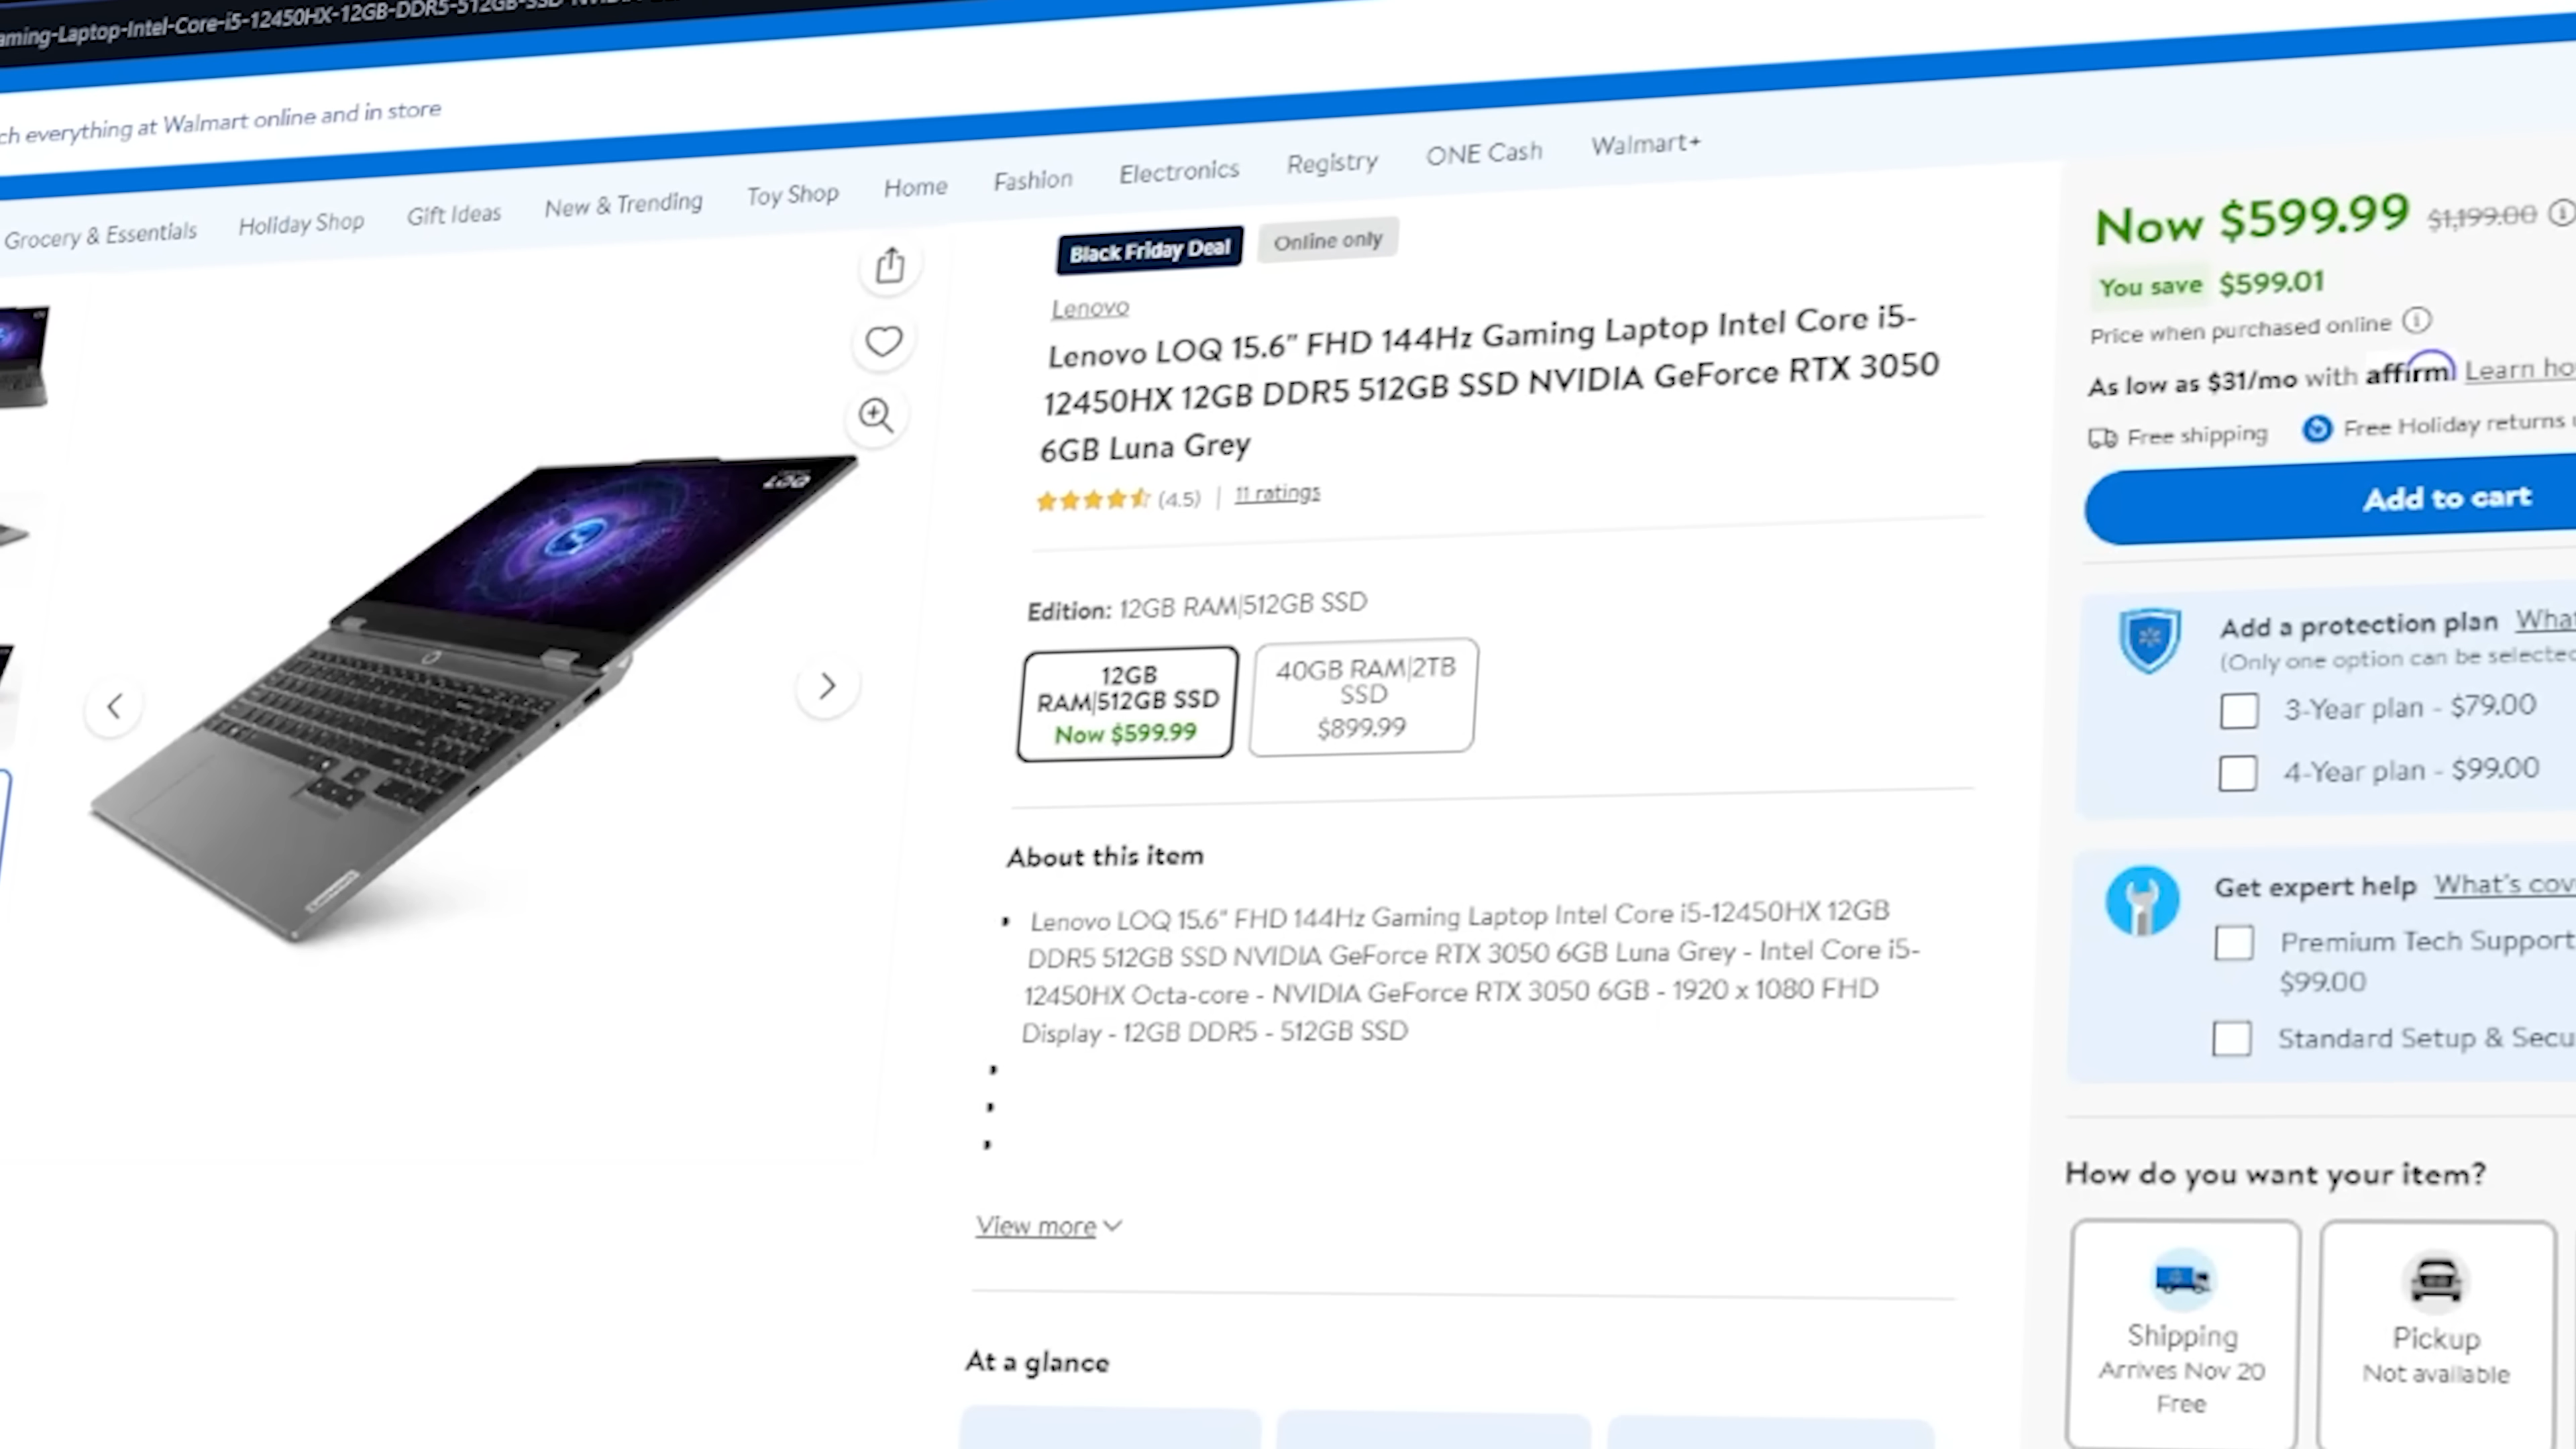 aming-Laptop-Intel-Core-i5-12450HX-12GB-DDR5-512GB-SSD
ch everything at Walmart online and in store
Grocery & Essentials Holiday Shop Gift Ideas New & Trending Toy Shop Home Fashion Electronics Registry ONE Cash Walmart+
Black Friday Deal Online only
Lenovo
Lenovo LOQ 15.6" FHD 144Hz Gaming Laptop Intel Core i5-
12450HX 12GB DDR5 512GB SSD NVIDIA GeForce RTX 3050
6GB Luna Grey
(4.5) | 11 ratings
Edition: 12GB RAM|512GB SSD
12GB
RAM|512GB SSD
Now $599.99
40GB RAM|2TB
SSD
$899.99
About this item
Lenovo LOQ 15.6" FHD 144Hz Gaming Laptop Intel Core i5-12450HX 12GB
DDR5 512GB SSD NVIDIA GeForce RTX 3050 6GB Luna Grey - Intel Core i5-
12450HX Octa-core - NVIDIA GeForce RTX 3050 6GB - 1920 x 1080 FHD
Display - 12GB DDR5 - 512GB SSD
View more
At a glance
LOQ
Now $599.99 $1,199.00
You save $599.01
Price when purchased online
As low as $31/mo with affirm Learn ho
Free shipping Free Holiday returns
Add to cart
Add a protection plan What
(Only one option can be selected
3-Year plan - $79.00
4-Year plan - $99.00
Get expert help What's cov
Premium Tech Support
$99.00
Standard Setup & Secu
How do you want your item?
Shipping
Arrives Nov 20
Free
Pickup
Not available